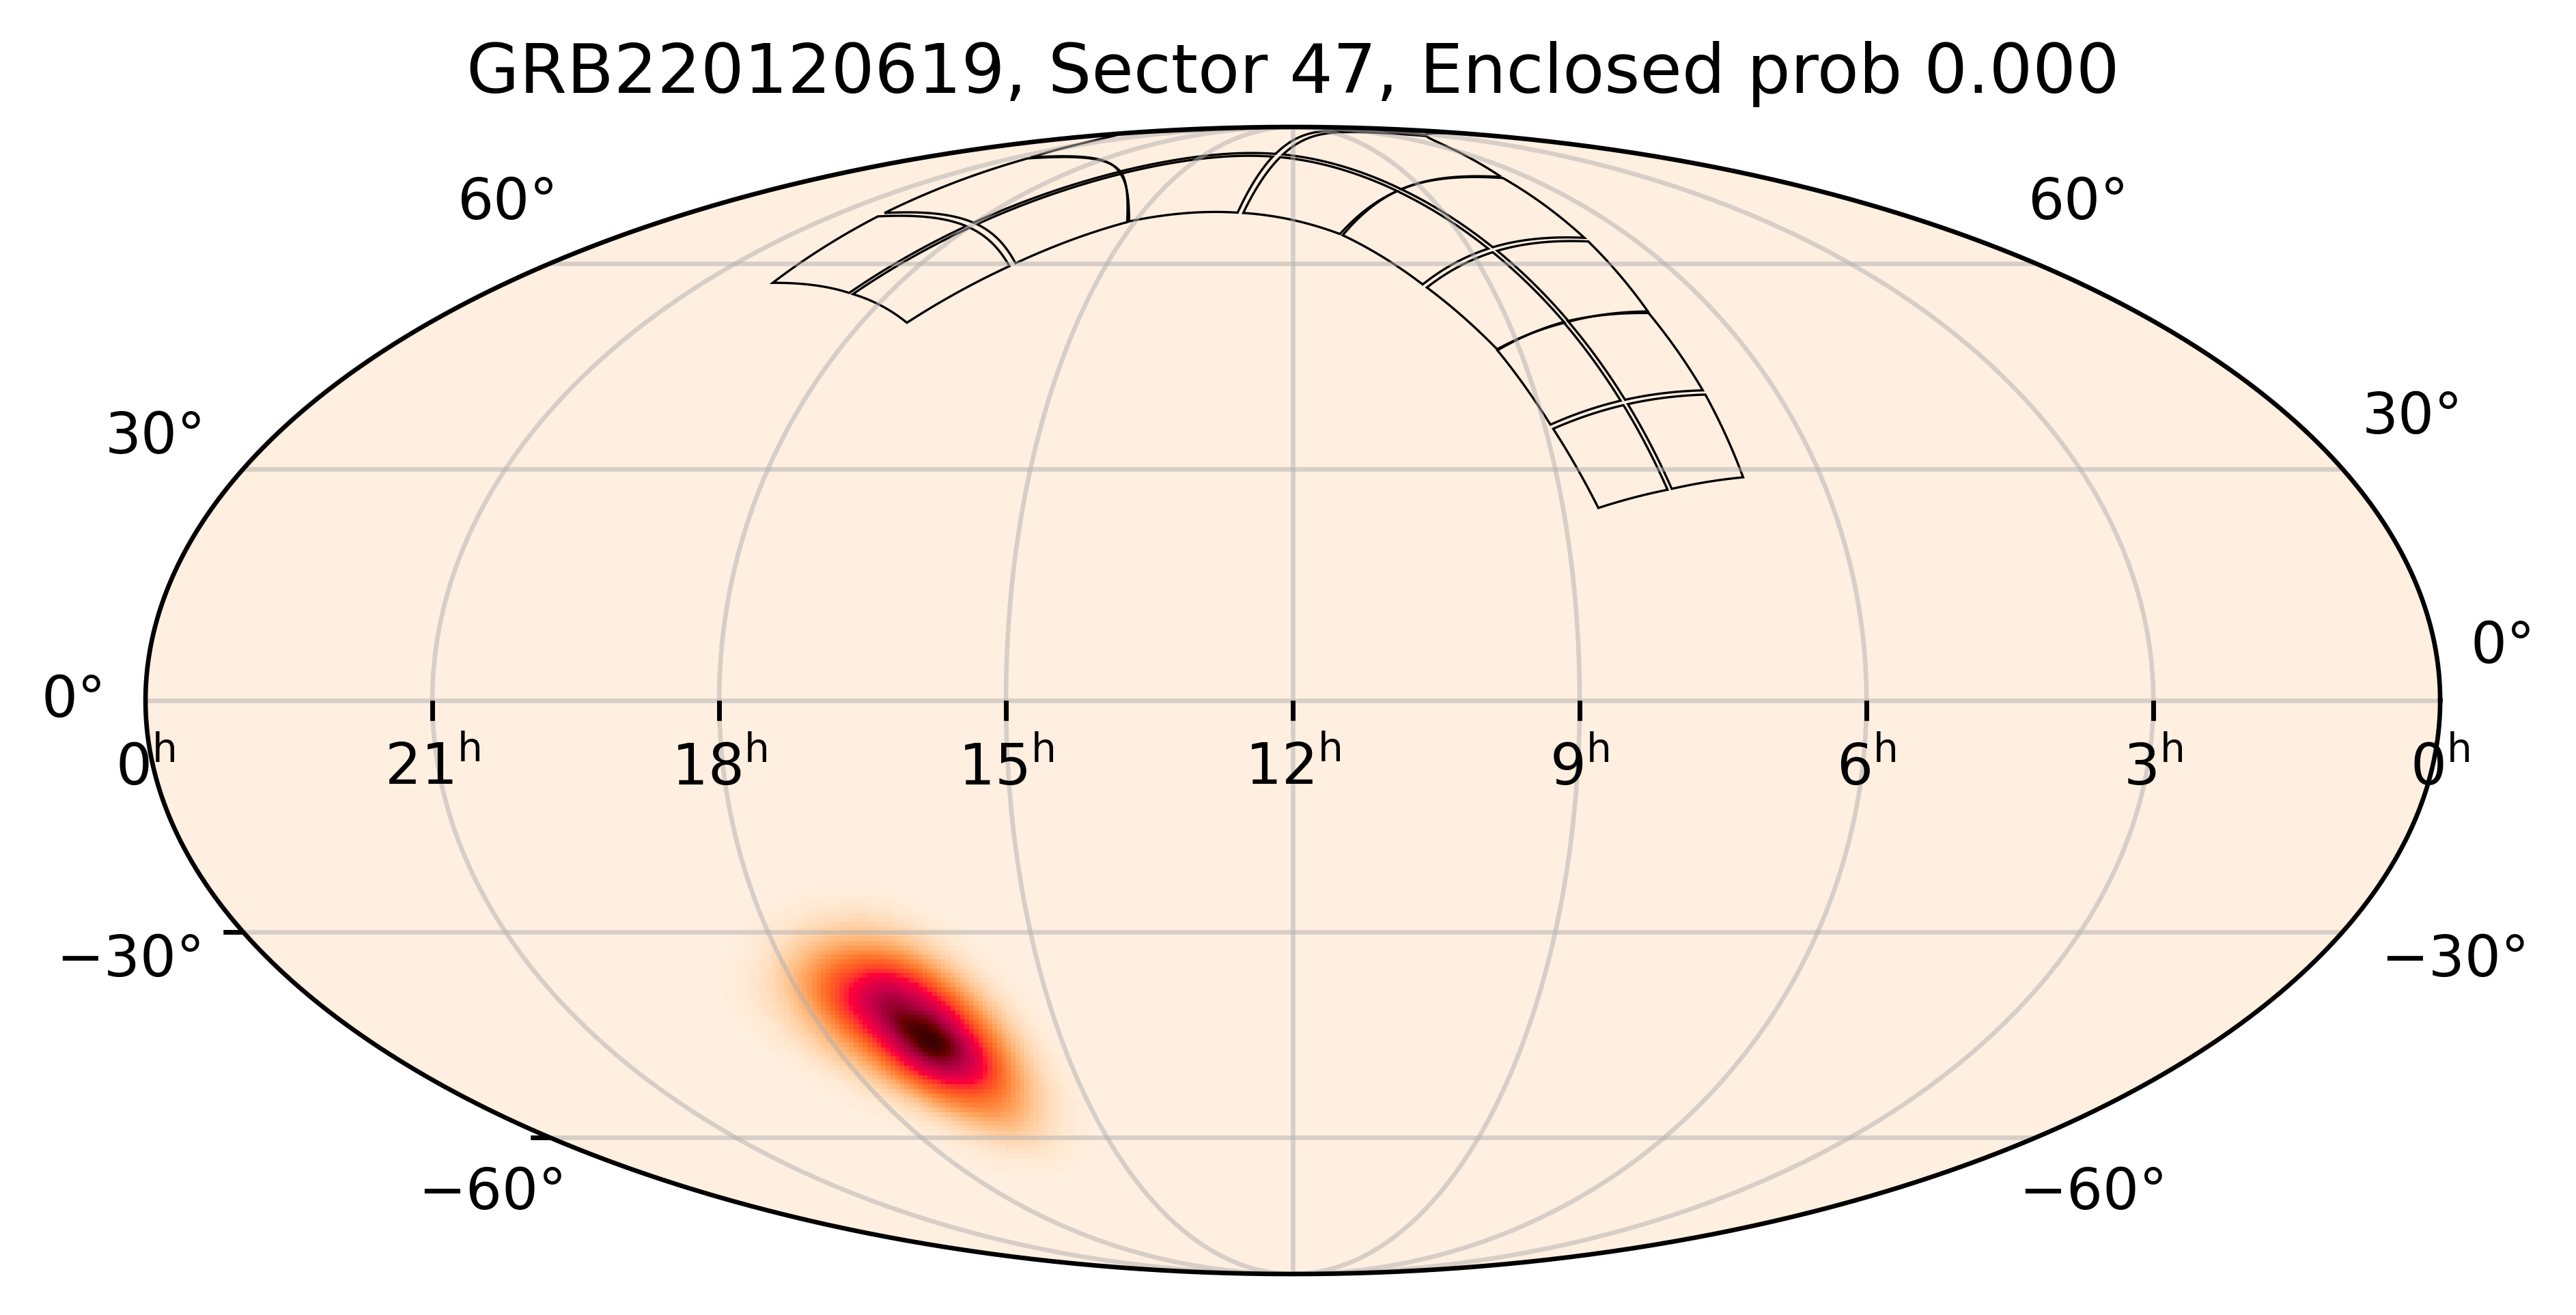 GRB220120619, Sector 47, Enclosed prob 0.000
60° 60°
30° 30°
0° 0°
0ʰ 21ʰ 18ʰ 15ʰ 12ʰ 9ʰ 6ʰ 3ʰ 0ʰ
−30° −30°
−60° −60°